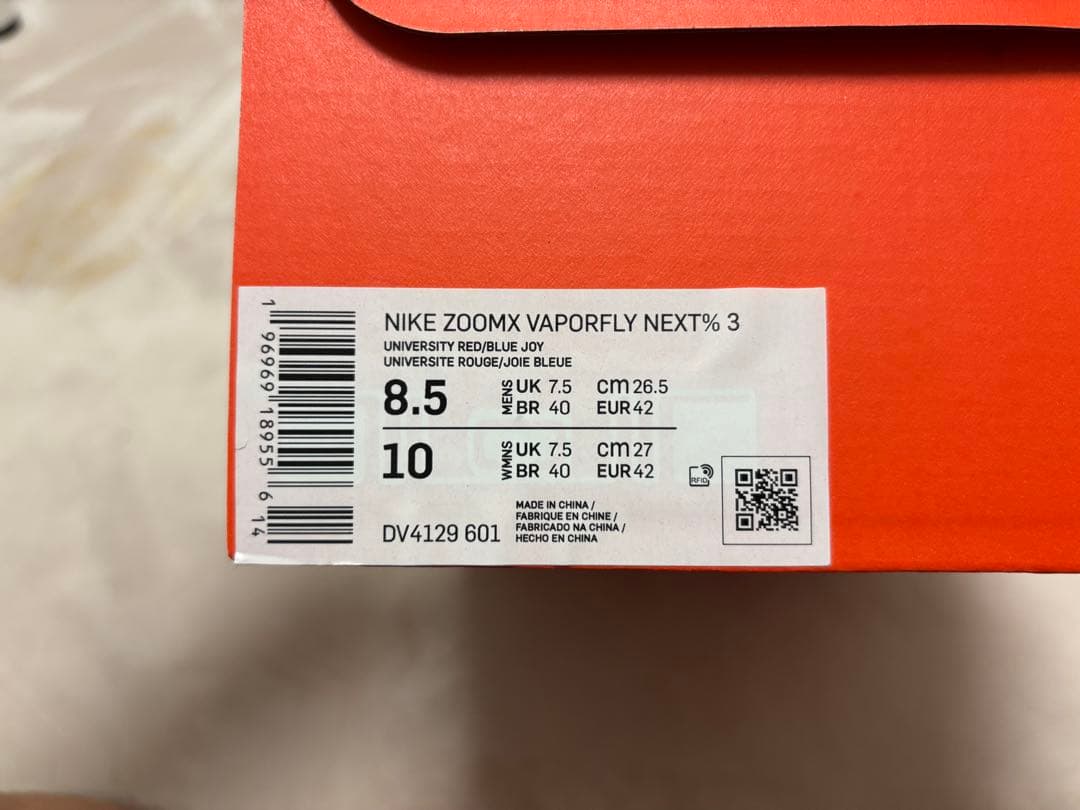 NIKE ZOOMX VAPORFLY NEXT% 3
UNIVERSITY RED/BLUE JOY
UNIVERSITE ROUGE/JOIE BLEUE
8.5 MENS UK 7.5 cm 26.5
BR 40 EUR 42
10 WMNS UK 7.5 cm 27
BR 40 EUR 42
RFID
DV4129 601
MADE IN CHINA /
FABRIQUE EN CHINE /
FABRICADO NA CHINA /
HECHO EN CHINA
1 96969 18955 6 14